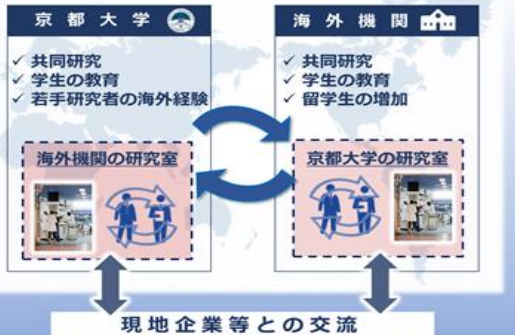 京都大学
✓ 共同研究
✓ 学生の教育
✓ 若手研究者の海外経験
海外機関の研究室
海外機関
✓ 共同研究
✓ 学生の教育
✓ 留学生の増加
京都大学の研究室
現地企業等との交流